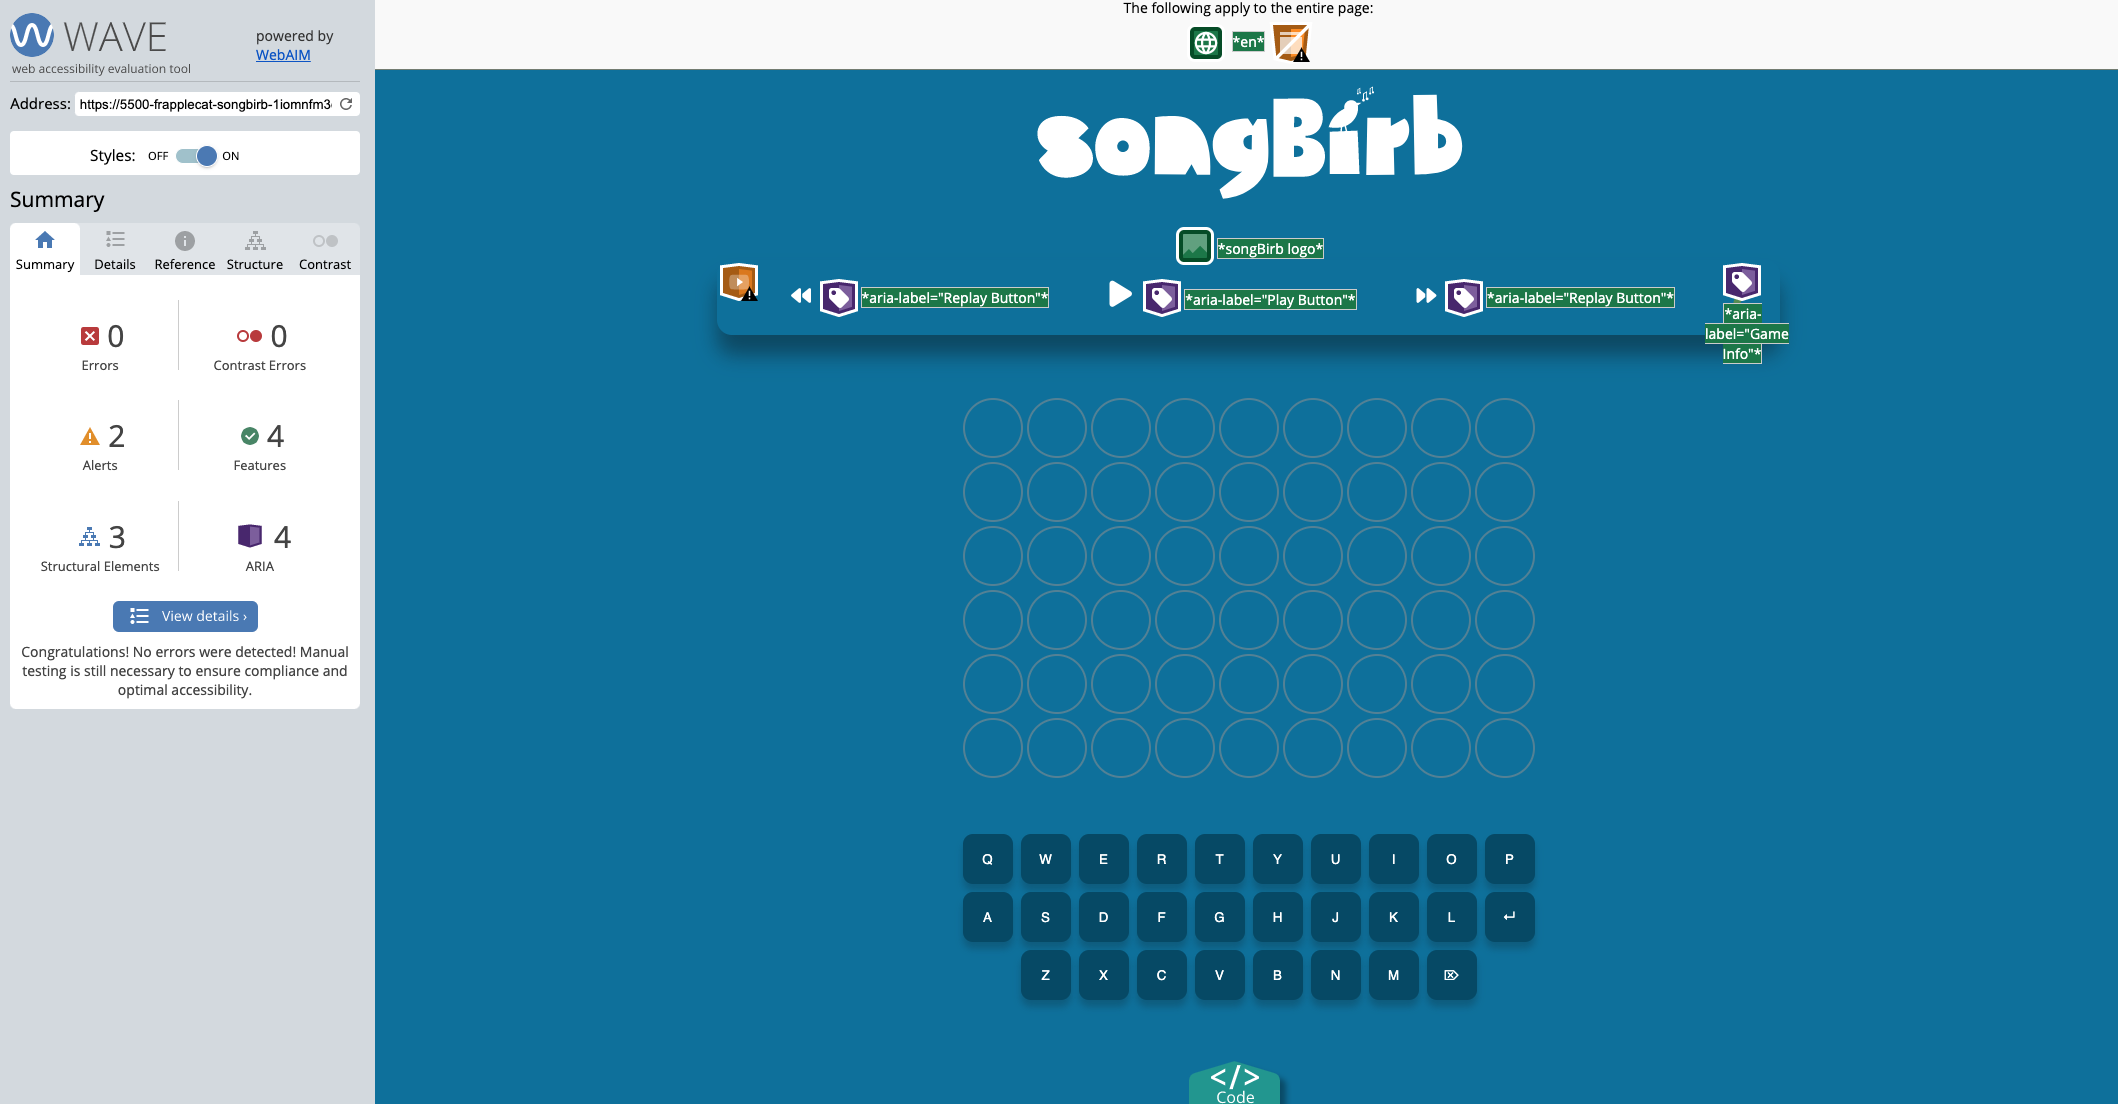 WAVE
web accessibility evaluation tool
powered by
WebAIM
Address: https://5500-frapplecat-songbirb-1iomnfm3
Styles: OFF ON
Summary
Summary Details Reference Structure Contrast
0
Errors
0
Contrast Errors
2
Alerts
4
Features
3
Structural Elements
4
ARIA
View details ›
Congratulations! No errors were detected! Manual
testing is still necessary to ensure compliance and
optimal accessibility.
The following apply to the entire page:
*en*
songBirb
*songBirb logo*
*aria-label="Replay Button"*
*aria-label="Play Button"*
*aria-label="Replay Button"*
*aria-
label="Game
Info"*
Q W E R T Y U I O P
A S D F G H J K L ↵
Z X C V B N M ⌦
</>
Code